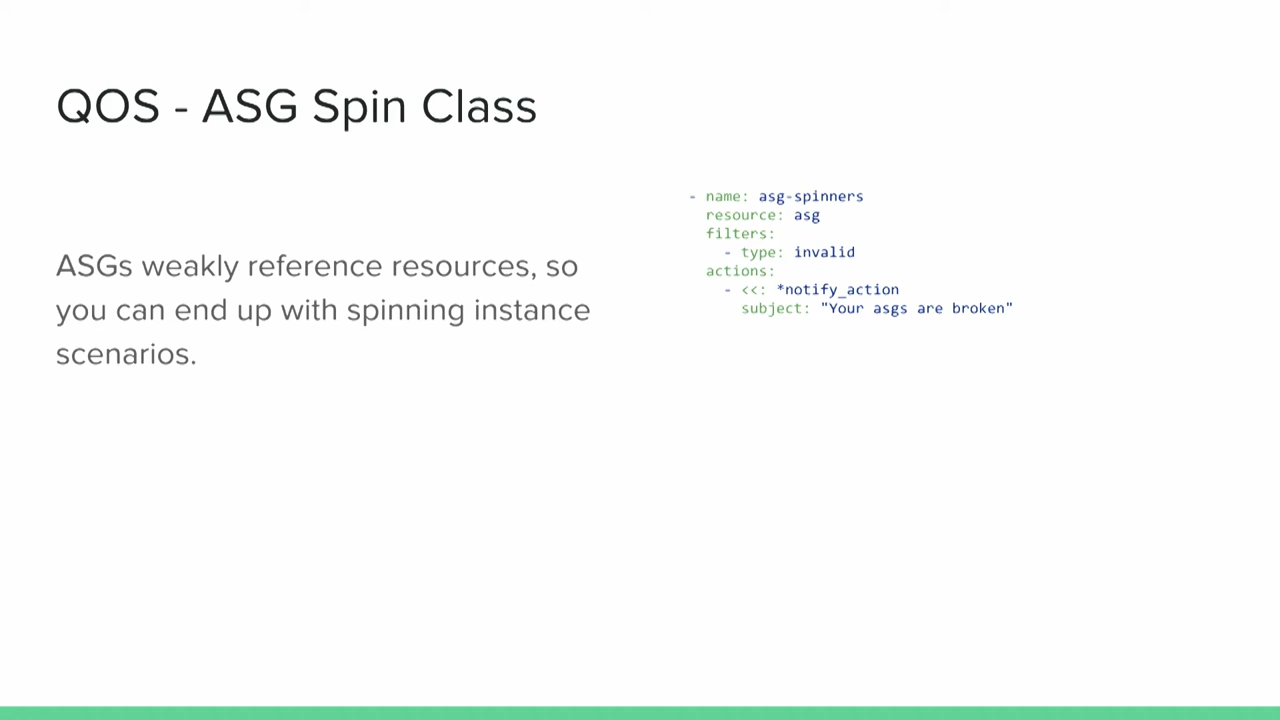 QOS - ASG Spin Class
ASGs weakly reference resources, so
you can end up with spinning instance
scenarios.
- name: asg-spinners
  resource: asg
  filters:
    - type: invalid
  actions:
    - <<: *notify_action
      subject: "Your asgs are broken"